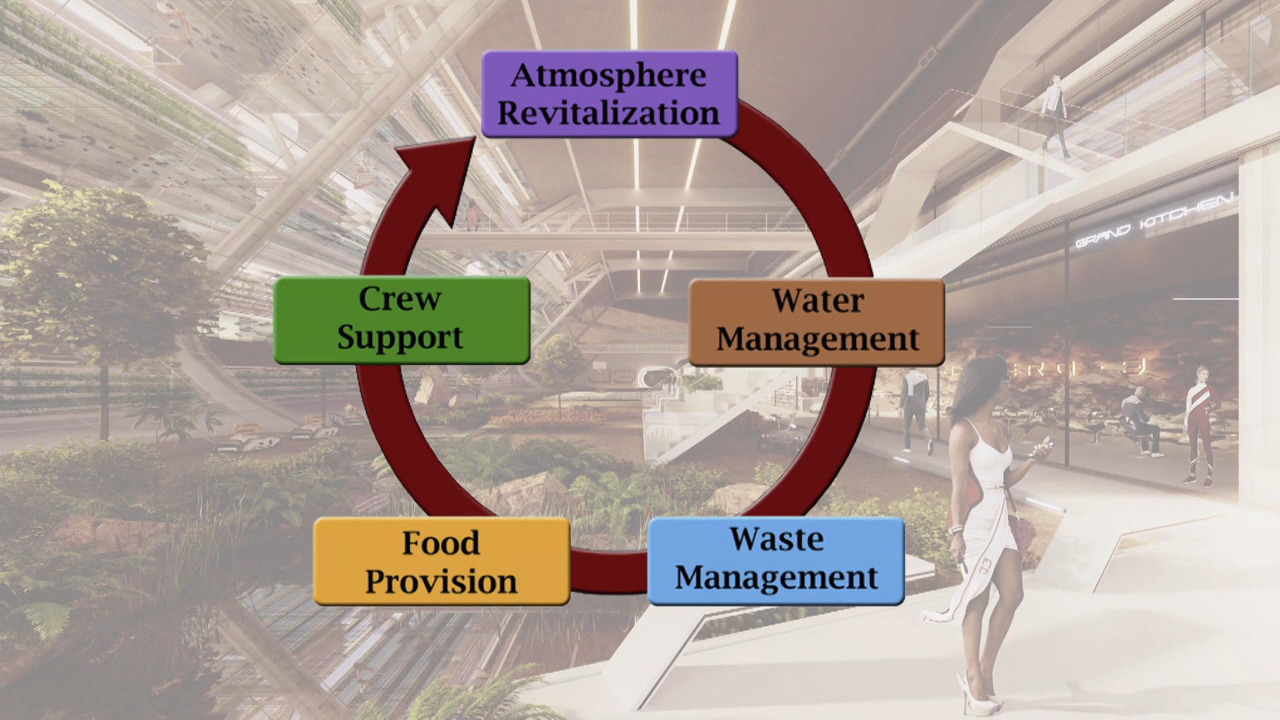 Atmosphere
Revitalization
GRAND KITCHEN
Crew
Support
Water
Management
Food
Provision
Waste
Management